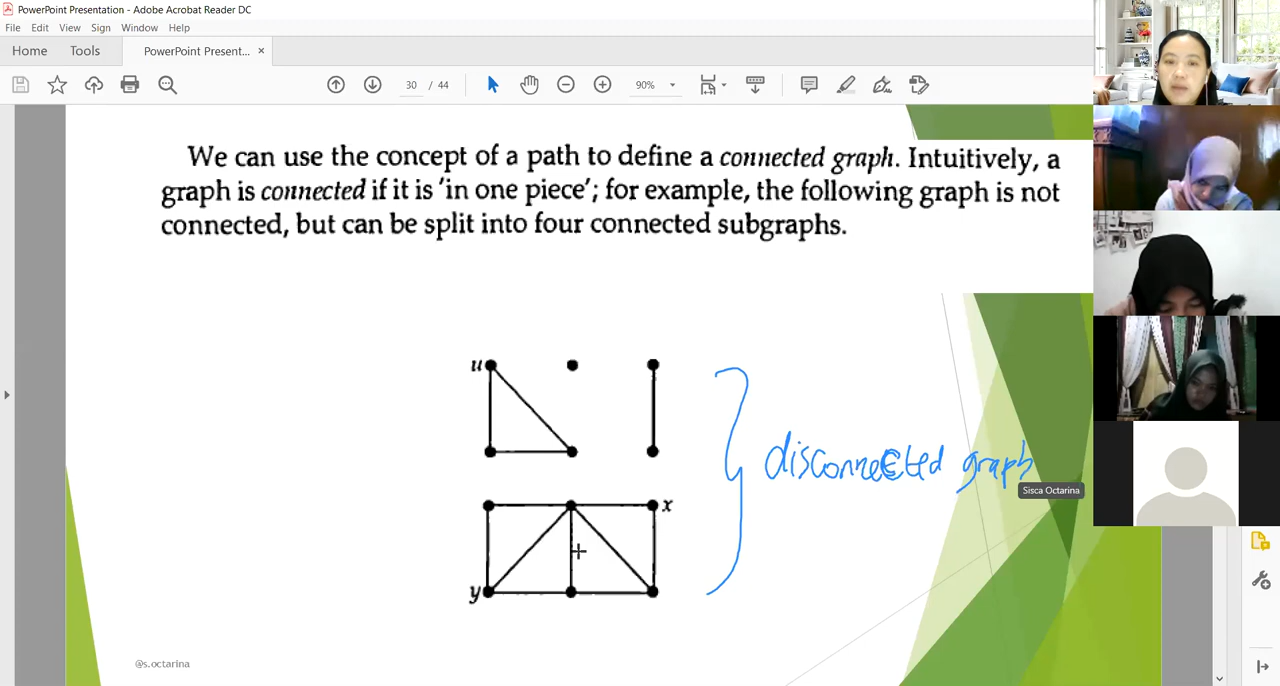 PowerPoint Presentation - Adobe Acrobat Reader DC
File Edit View Sign Window Help
Home Tools PowerPoint Present... ×
30 / 44 90%
We can use the concept of a path to define a connected graph. Intuitively, a
graph is connected if it is 'in one piece'; for example, the following graph is not
connected, but can be split into four connected subgraphs.
u
x
y
disconnected graph
Sisca Octarina
@s.octarina